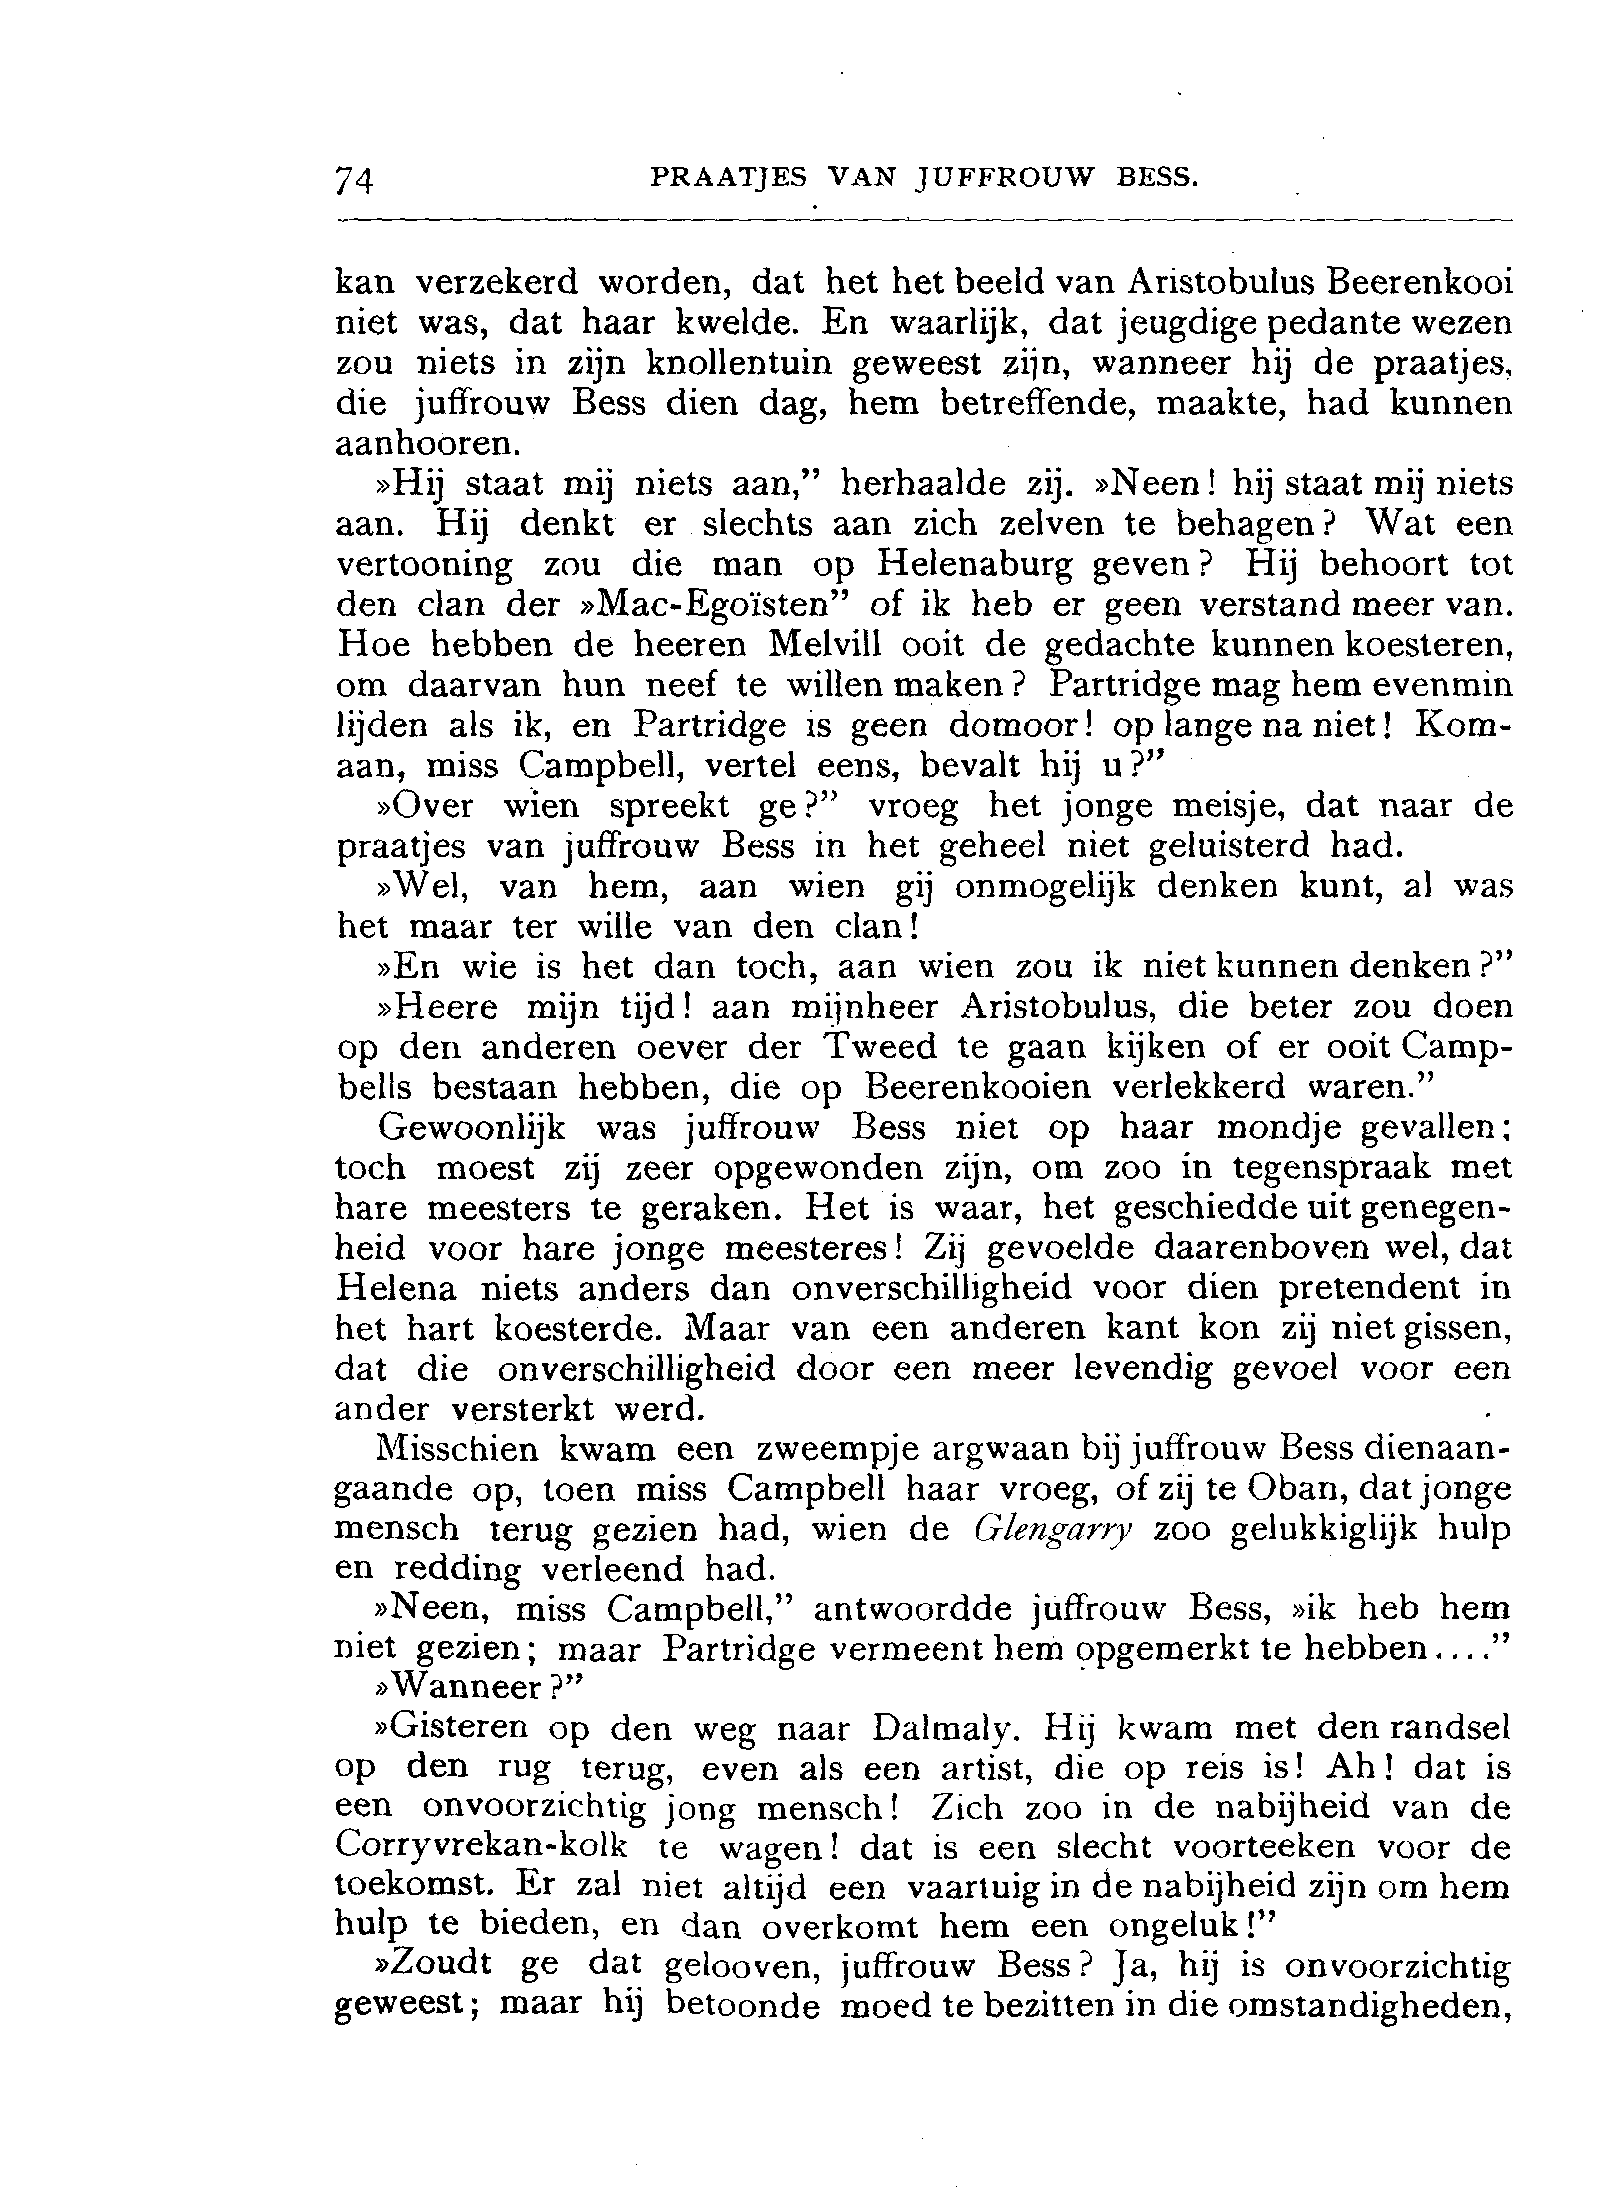 74 PRAATJES VAN JUFFROUW BESS.
kan verzekerd worden, dat het het beeld van Aristobulus Beerenkooi
niet was, dat haar kwelde. En waarlijk, dat jeugdige pedante wezen
zou niets in zijn knollentuin geweest zijn, wanneer hij de praatjes,
die juffrouw Bess dien dag, hem betreffende, maakte, had kunnen
aanhooren.
»Hij staat mij niets aan,” herhaalde zij. »Neen! hij staat mij niets
aan. Hij denkt er slechts aan zich zelven te behagen? Wat een
vertooning zou die man op Helenaburg geven? Hij behoort tot
den clan der »Mac-Egoïsten” of ik heb er geen verstand meer van.
Hoe hebben de heeren Melvill ooit de gedachte kunnen koesteren,
om daarvan hun neef te willen maken? Partridge mag hem evenmin
lijden als ik, en Partridge is geen domoor! op lange na niet! Kom-
aan, miss Campbell, vertel eens, bevalt hij u?”
»Over wien spreekt ge?” vroeg het jonge meisje, dat naar de
praatjes van juffrouw Bess in het geheel niet geluisterd had.
»Wel, van hem, aan wien gij onmogelijk denken kunt, al was
het maar ter wille van den clan!
»En wie is het dan toch, aan wien zou ik niet kunnen denken?”
»Heere mijn tijd! aan mijnheer Aristobulus, die beter zou doen
op den anderen oever der Tweed te gaan kijken of er ooit Camp-
bells bestaan hebben, die op Beerenkooien verlekkerd waren.”
Gewoonlijk was juffrouw Bess niet op haar mondje gevallen;
toch moest zij zeer opgewonden zijn, om zoo in tegenspraak met
hare meesters te geraken. Het is waar, het geschiedde uit genegen-
heid voor hare jonge meesteres! Zij gevoelde daarenboven wel, dat
Helena niets anders dan onverschilligheid voor dien pretendent in
het hart koesterde. Maar van een anderen kant kon zij niet gissen,
dat die onverschilligheid door een meer levendig gevoel voor een
ander versterkt werd.
Misschien kwam een zweempje argwaan bij juffrouw Bess dienaan-
gaande op, toen miss Campbell haar vroeg, of zij te Oban, dat jonge
mensch terug gezien had, wien de Glengarry zoo gelukkiglijk hulp
en redding verleend had.
»Neen, miss Campbell,” antwoordde juffrouw Bess, »ik heb hem
niet gezien; maar Partridge vermeent hem opgemerkt te hebben....”
»Wanneer?”
»Gisteren op den weg naar Dalmaly. Hij kwam met den randsel
op den rug terug, even als een artist, die op reis is! Ah! dat is
een onvoorzichtig jong mensch! Zich zoo in de nabijheid van de
Corryvrekan-kolk te wagen! dat is een slecht voorteeken voor de
toekomst. Er zal niet altijd een vaartuig in de nabijheid zijn om hem
hulp te bieden, en dan overkomt hem een ongeluk!”
»Zoudt ge dat gelooven, juffrouw Bess? Ja, hij is onvoorzichtig
geweest; maar hij betoonde moed te bezitten in die omstandigheden,